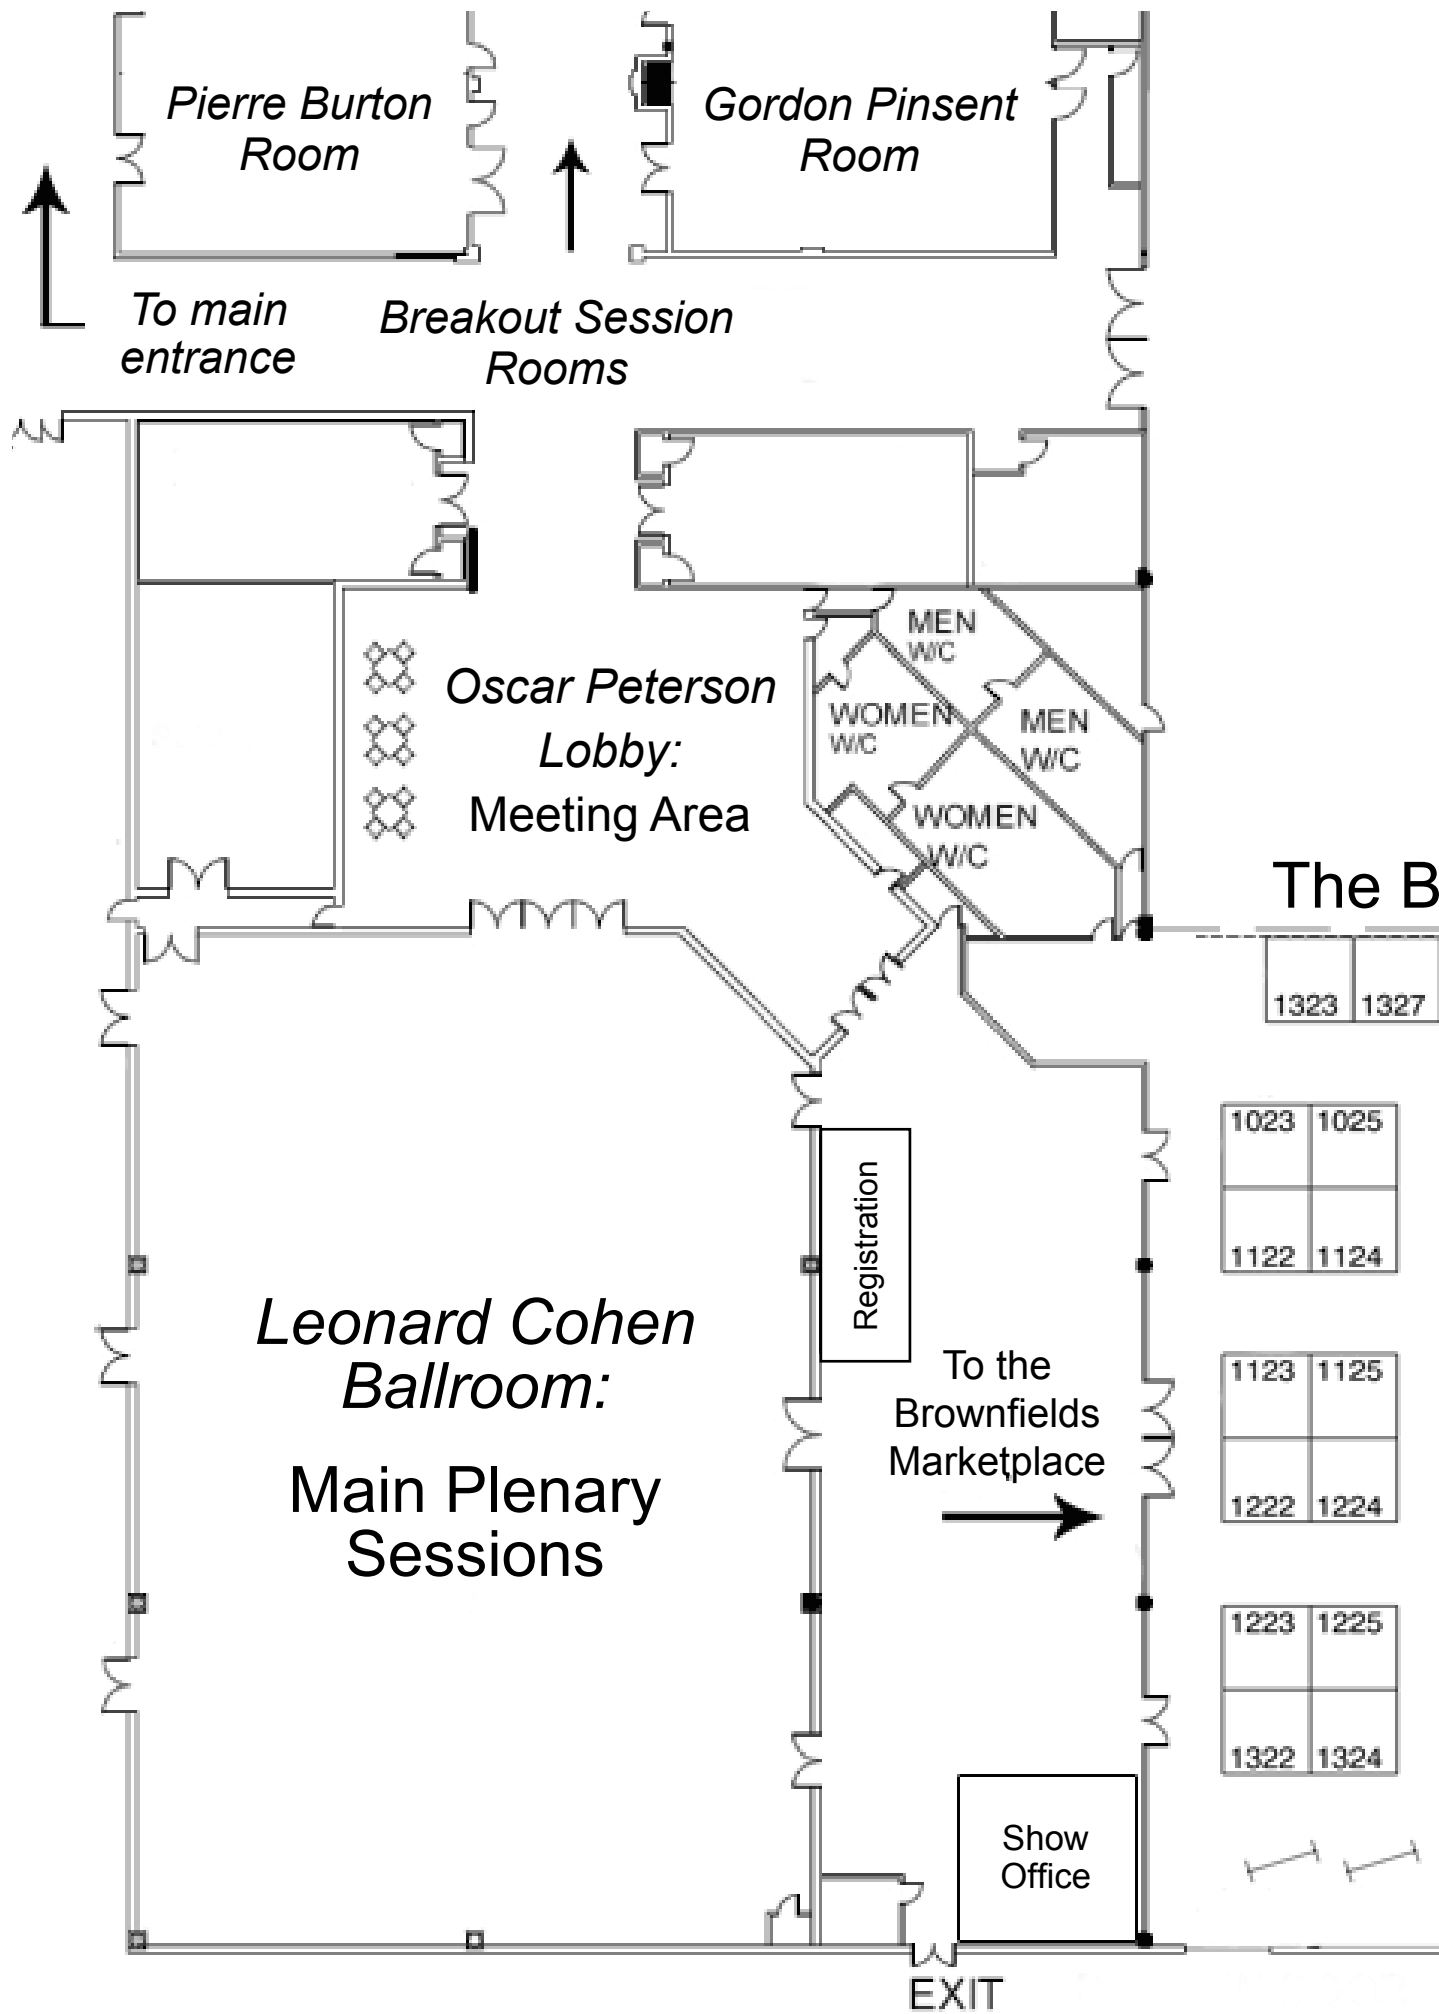 Pierre Burton
Room
Gordon Pinsent
Room
To main
entrance
Breakout Session
Rooms
MEN
W/C
Oscar Peterson
Lobby:
Meeting Area
WOMEN
W/C
MEN
W/C
WOMEN
W/C
The B
1323 1327
1023 1025
1122 1124
Registration
Leonard Cohen
Ballroom:
Main Plenary
Sessions
To the
Brownfields
Marketplace
1123 1125
1222 1224
1223 1225
1322 1324
Show
Office
EXIT